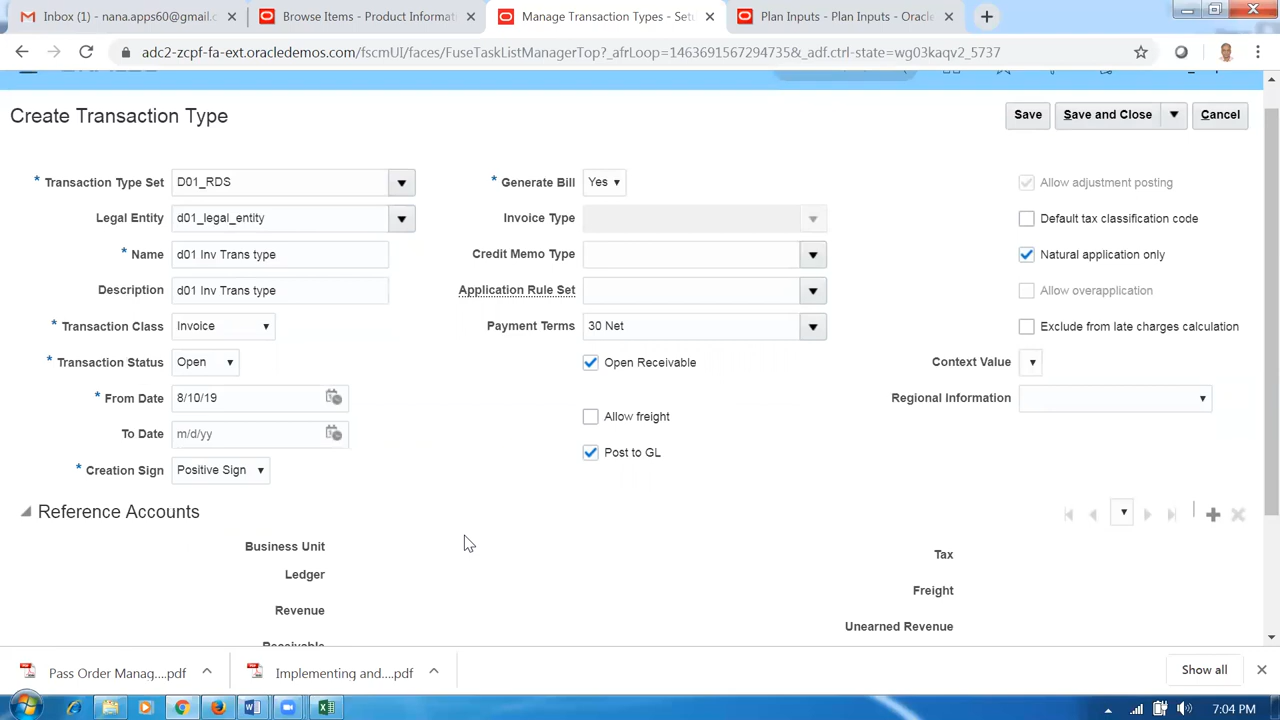 Inbox (1) - nana.apps60@gmail.c
Browse Items - Product Informati
Manage Transaction Types - Setu
Plan Inputs - Plan Inputs - Oracl
adc2-zcpf-fa-ext.oracledemos.com/fscmUI/faces/FuseTaskListManagerTop?_afrLoop=1463691567294735&_adf.ctrl-state=wg03kaqv2_5737
Create Transaction Type
Save
Save and Close
Cancel
* Transaction Type Set D01_RDS
Legal Entity d01_legal_entity
* Name d01 Inv Trans type
Description d01 Inv Trans type
* Transaction Class Invoice
* Transaction Status Open
* From Date 8/10/19
To Date m/d/yy
* Creation Sign Positive Sign
* Generate Bill Yes
Invoice Type
Credit Memo Type
Application Rule Set
Payment Terms 30 Net
Open Receivable
Allow freight
Post to GL
Allow adjustment posting
Default tax classification code
Natural application only
Allow overapplication
Exclude from late charges calculation
Context Value
Regional Information
Reference Accounts
Business Unit
Ledger
Revenue
Receivable
Tax
Freight
Unearned Revenue
Pass Order Manag....pdf
Implementing and....pdf
Show all
7:04 PM